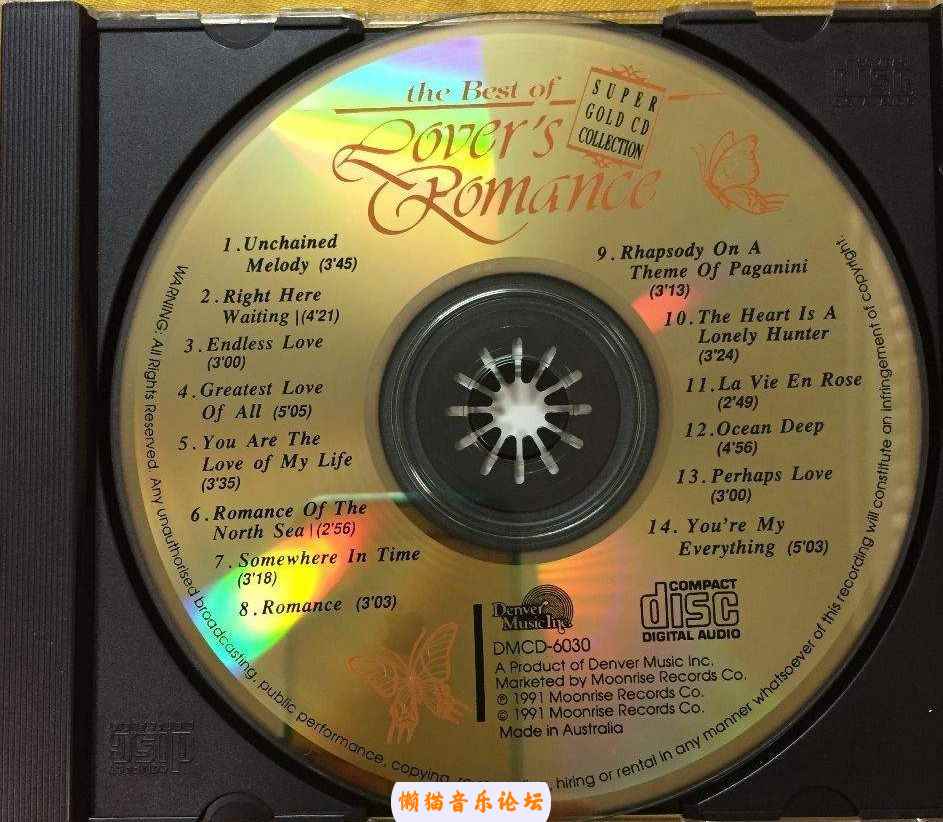 the Best of
Lover's
Romance
SUPER
GOLD CD
COLLECTION
1.Unchained
Melody (3'45)
2.Right Here
Waiting (4'21)
3.Endless Love
(3'00)
4.Greatest Love
Of All (5'05)
5.You Are The
Love of My Life
(3'35)
6.Romance Of The
North Sea (2'56)
7.Somewhere In Time
(3'18)
8.Romance (3'03)
9.Rhapsody On A
Theme Of Paganini
(3'13)
10.The Heart Is A
Lonely Hunter
(3'24)
11.La Vie En Rose
(2'49)
12.Ocean Deep
(4'56)
13.Perhaps Love
(3'00)
14.You're My
Everything (5'03)
Denver
Music Inc.
COMPACT
disc
DIGITAL AUDIO
DMCD-6030
A Product of Denver Music Inc.
Marketed by Moonrise Records Co.
℗ 1991 Moonrise Records Co.
© 1991 Moonrise Records Co.
Made in Australia
WARNING: All Rights Reserved. Any unauthorised broadcasting, public performance, copying, hiring or rental in any manner whatsoever of this recording will constitute an infringement of copyright.
懒猫音乐论坛